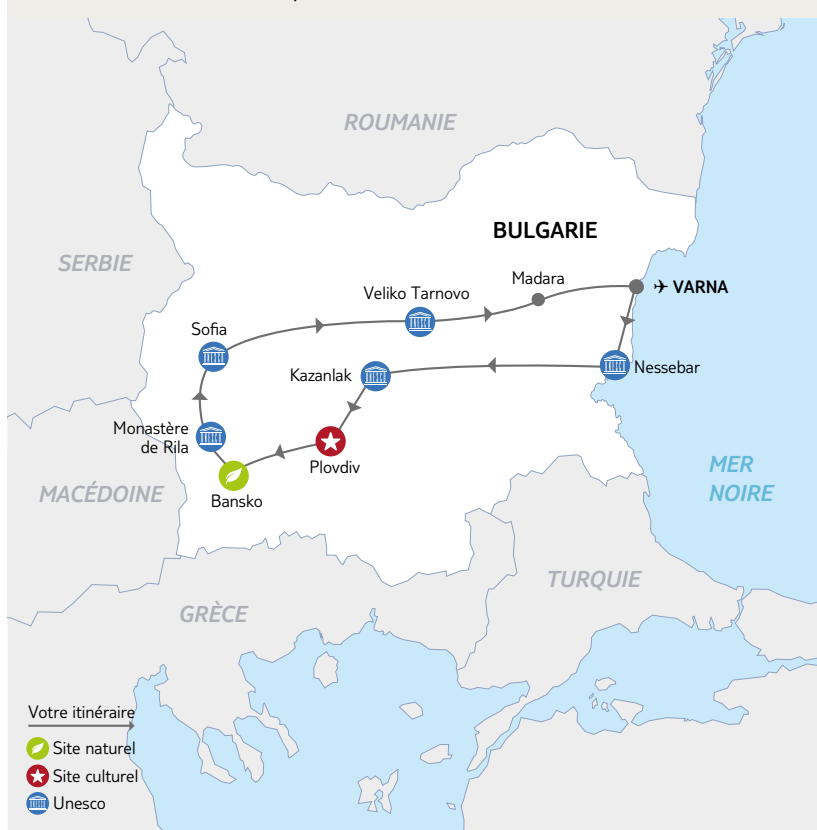 ROUMANIE
BULGARIE
SERBIE
Madara
Veliko Tarnovo
VARNA
Sofia
Kazanlak
Nessebar
Monastère
de Rila
Plovdiv
Bansko
MER
NOIRE
MACÉDOINE
TURQUIE
GRÈCE
Votre itinéraire
Site naturel
Site culturel
Unesco